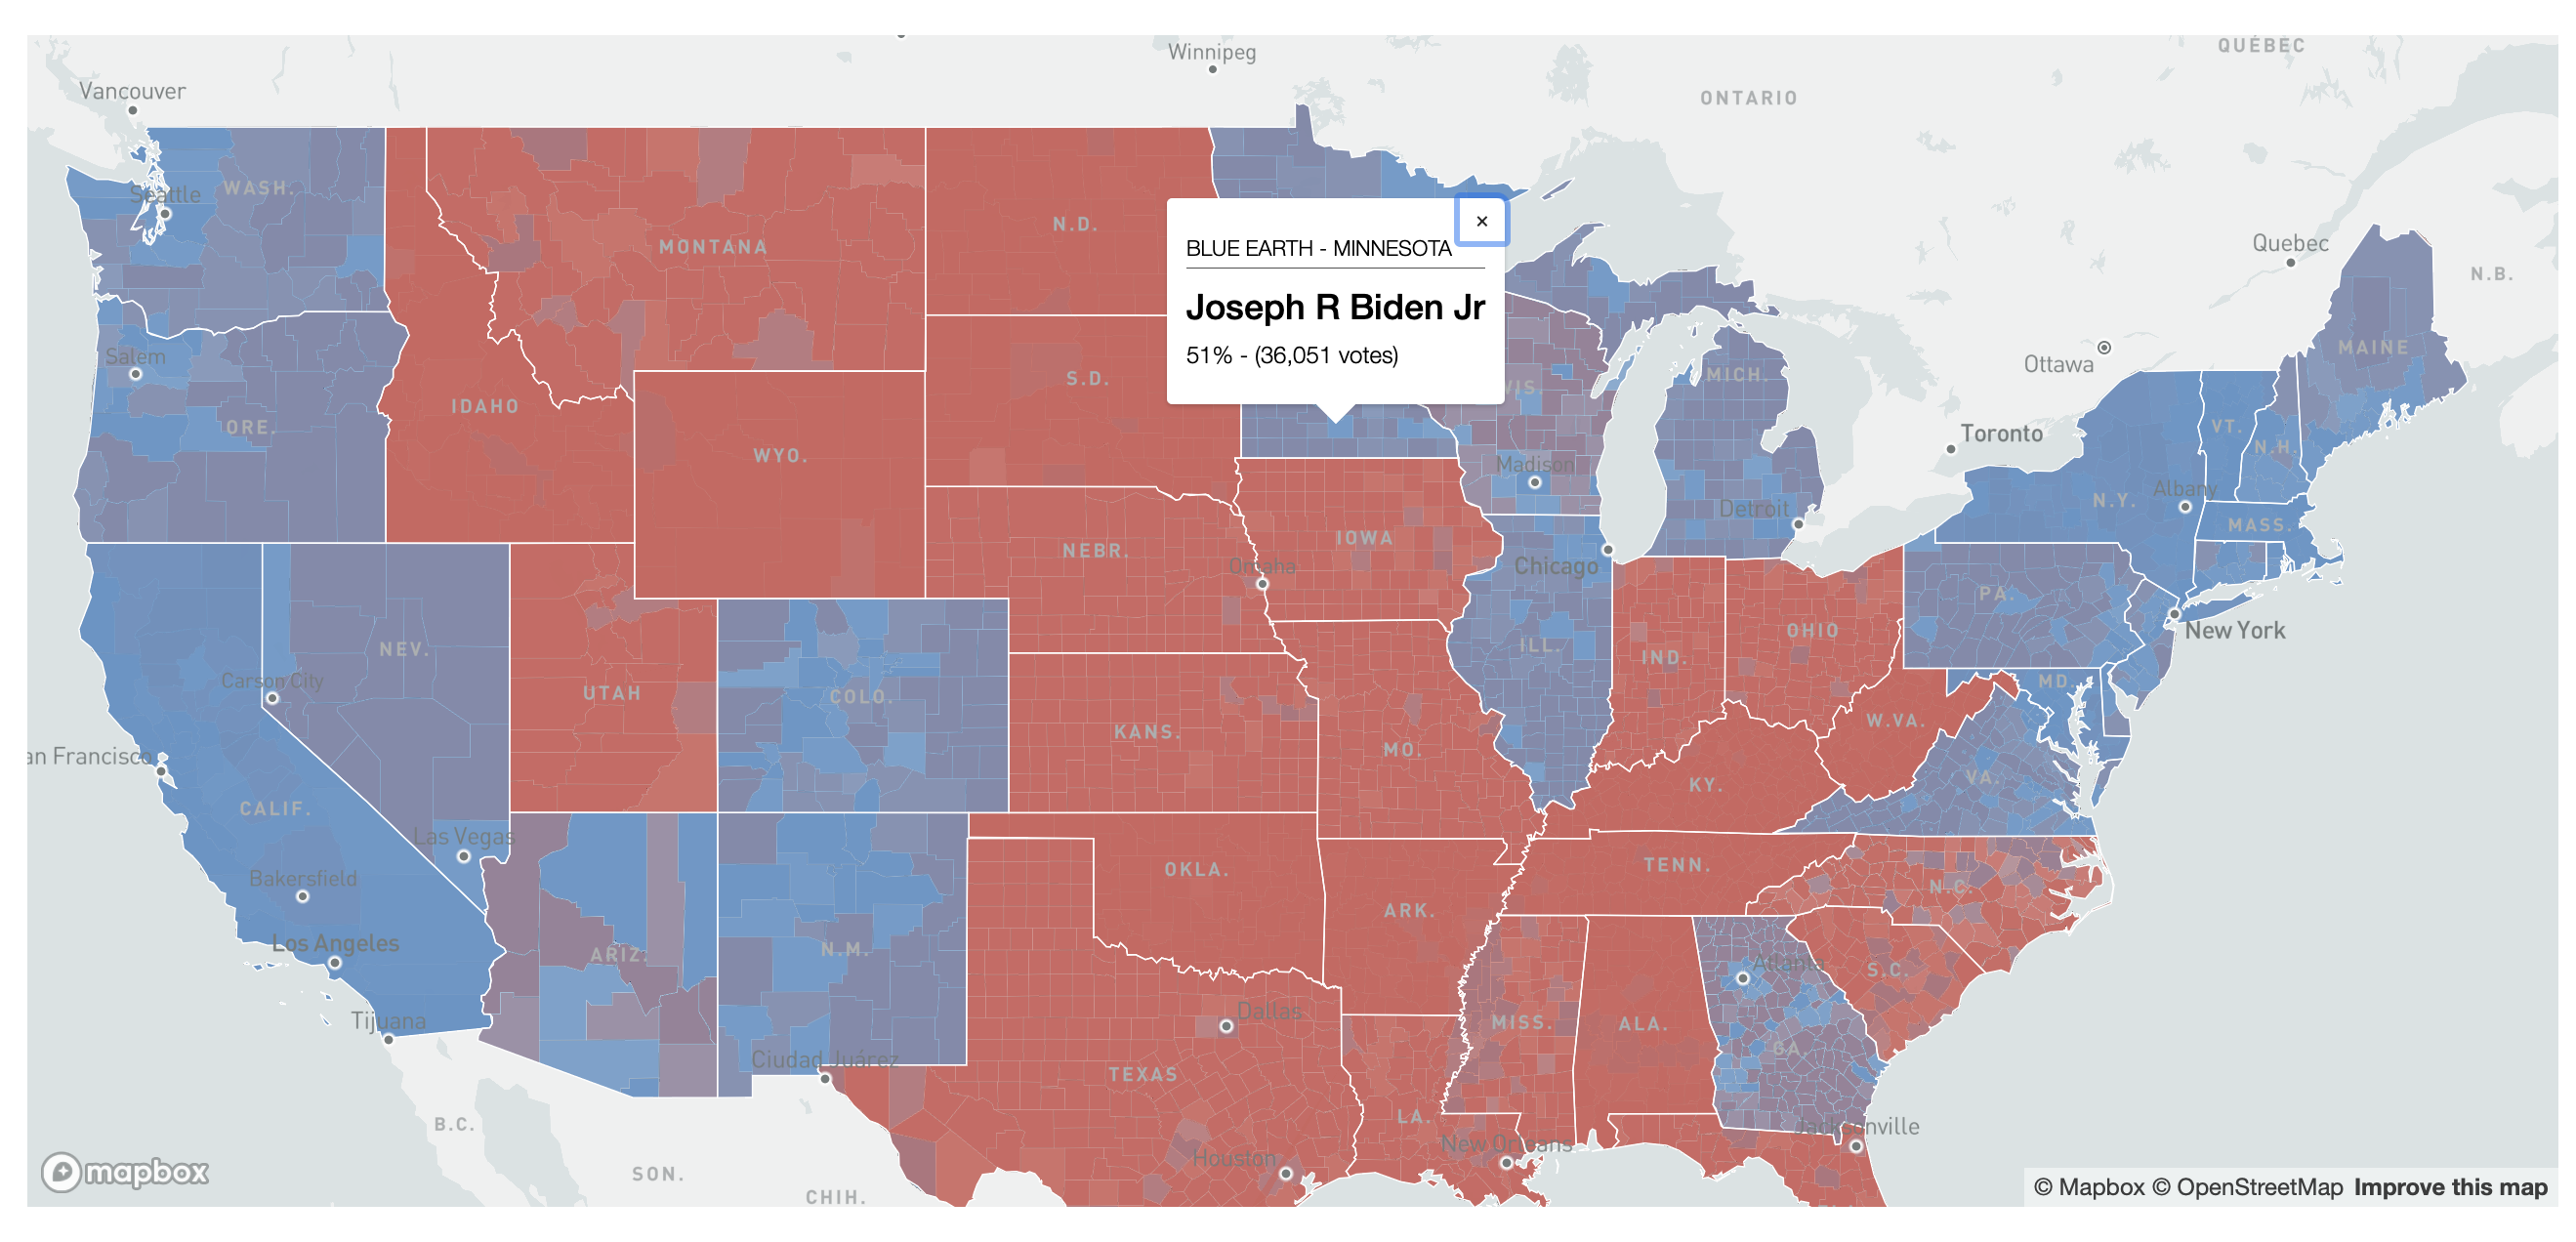 QUÉBEC
Winnipeg
Vancouver
ONTARIO
Seattle
WASH.
MONTANA
N.D.
×
BLUE EARTH - MINNESOTA
Joseph R Biden Jr
51% - (36,051 votes)
Quebec
N.B.
MAINE
Ottawa
Salem
ORE.
IDAHO
WYO.
S.D.
WIS.
MICH.
Toronto
VT.
N.H.
Madison
Detroit
N.Y.
Albany
MASS.
NEBR.
Omaha
IOWA
Chicago
PA.
New York
NEV.
Carson City
UTAH
COLO.
ILL.
IND.
OHIO
MD.
KANS.
MO.
W.VA.
an Francisco
CALIF.
KY.
VA.
Las Vegas
Bakersfield
OKLA.
TENN.
N.C.
Los Angeles
ARIZ.
N.M.
ARK.
Atlanta
S.C.
Tijuana
Ciudad Juárez
Dallas
TEXAS
MISS.
ALA.
GA.
B.C.
LA.
New Orleans
Jacksonville
Houston
SON.
CHIH.
mapbox
© Mapbox © OpenStreetMap Improve this map